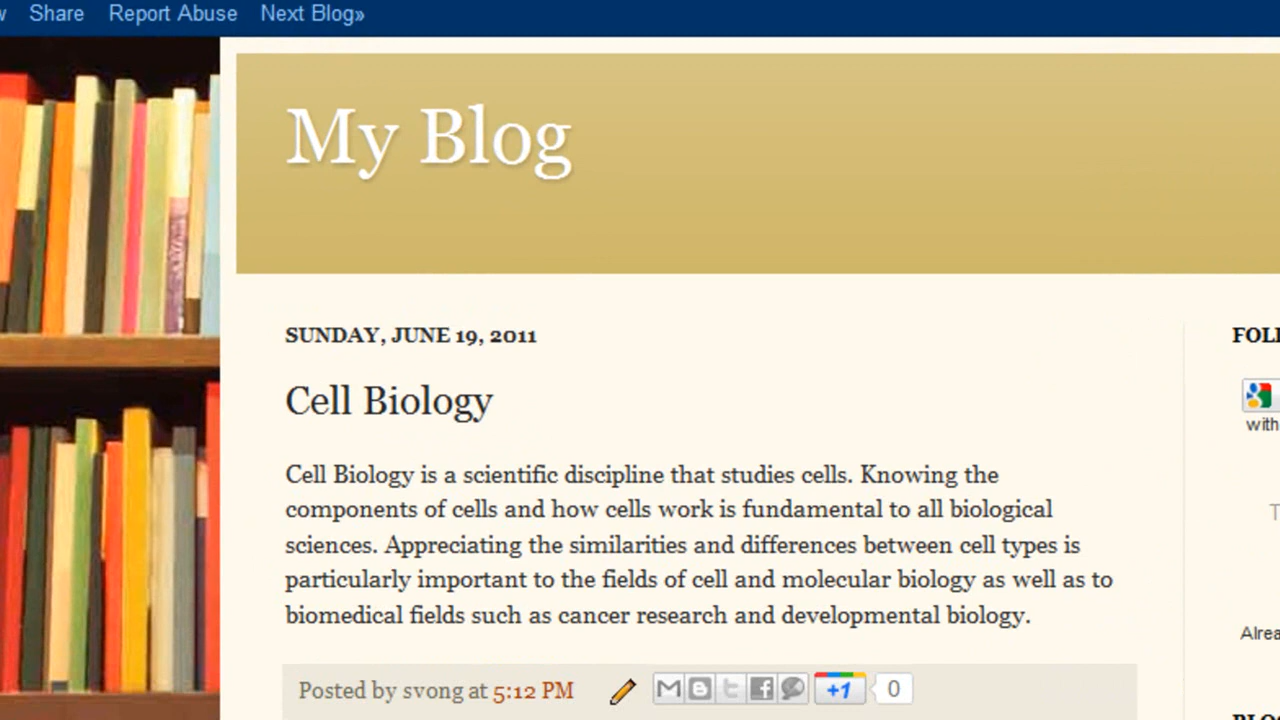 Share Report Abuse Next Blog»
My Blog
SUNDAY, JUNE 19, 2011
Cell Biology
Cell Biology is a scientific discipline that studies cells. Knowing the
components of cells and how cells work is fundamental to all biological
sciences. Appreciating the similarities and differences between cell types is
particularly important to the fields of cell and molecular biology as well as to
biomedical fields such as cancer research and developmental biology.
Posted by svong at 5:12 PM +1 0
with